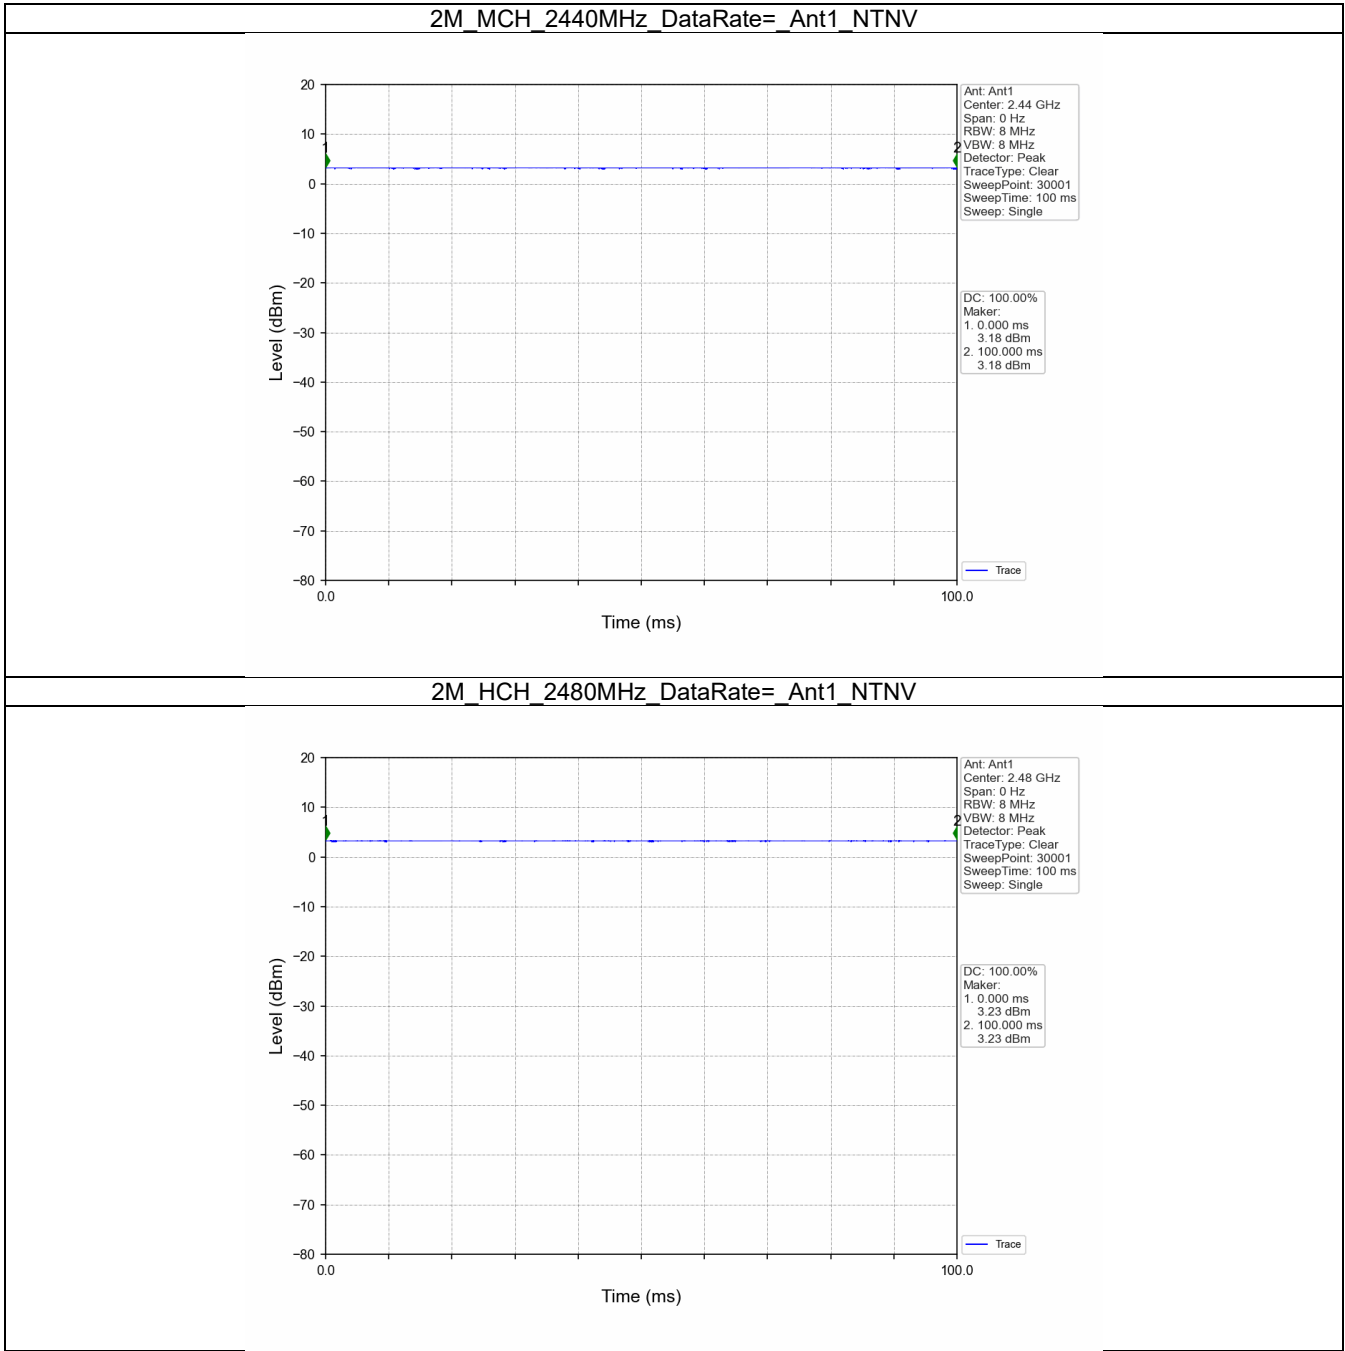 2M_MCH_2440MHz_DataRate=_Ant1_NTNV
20
10
0
−10
−20
−30
−40
−50
−60
−70
−80
Level (dBm)
1
2
0.0
100.0
Time (ms)
Ant: Ant1
Center: 2.44 GHz
Span: 0 Hz
RBW: 8 MHz
VBW: 8 MHz
Detector: Peak
TraceType: Clear
SweepPoint: 30001
SweepTime: 100 ms
Sweep: Single
DC: 100.00%
Maker:
1. 0.000 ms
3.18 dBm
2. 100.000 ms
3.18 dBm
Trace
2M_HCH_2480MHz_DataRate=_Ant1_NTNV
20
10
0
−10
−20
−30
−40
−50
−60
−70
−80
Level (dBm)
1
2
0.0
100.0
Time (ms)
Ant: Ant1
Center: 2.48 GHz
Span: 0 Hz
RBW: 8 MHz
VBW: 8 MHz
Detector: Peak
TraceType: Clear
SweepPoint: 30001
SweepTime: 100 ms
Sweep: Single
DC: 100.00%
Maker:
1. 0.000 ms
3.23 dBm
2. 100.000 ms
3.23 dBm
Trace